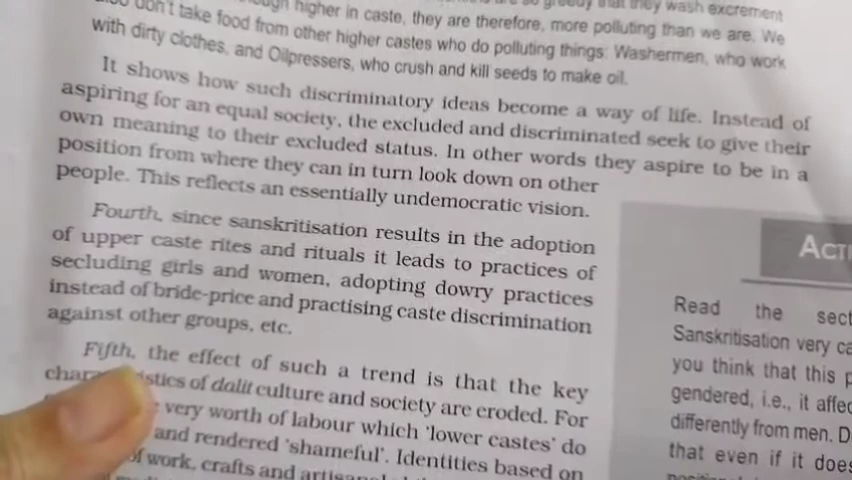 though higher in caste, they are therefore, more polluting than we are. We
don't take food from other higher castes who do polluting things: Washermen, who work
with dirty clothes, and Oilpressers, who crush and kill seeds to make oil.
It shows how such discriminatory ideas become a way of life. Instead of
aspiring for an equal society, the excluded and discriminated seek to give their
own meaning to their excluded status. In other words they aspire to be in a
position from where they can in turn look down on other
people. This reflects an essentially undemocratic vision.
Fourth, since sanskritisation results in the adoption
of upper caste rites and rituals it leads to practices of
secluding girls and women, adopting dowry practices
instead of bride-price and practising caste discrimination
against other groups, etc.
Fifth, the effect of such a trend is that the key
of dalit culture and society are eroded. For
very worth of labour which 'lower castes' do
and rendered 'shameful'. Identities based on
of work, crafts and
Read the
Sanskritisation very
you think that this
gendered, i.e., it
differently from men.
that even if it